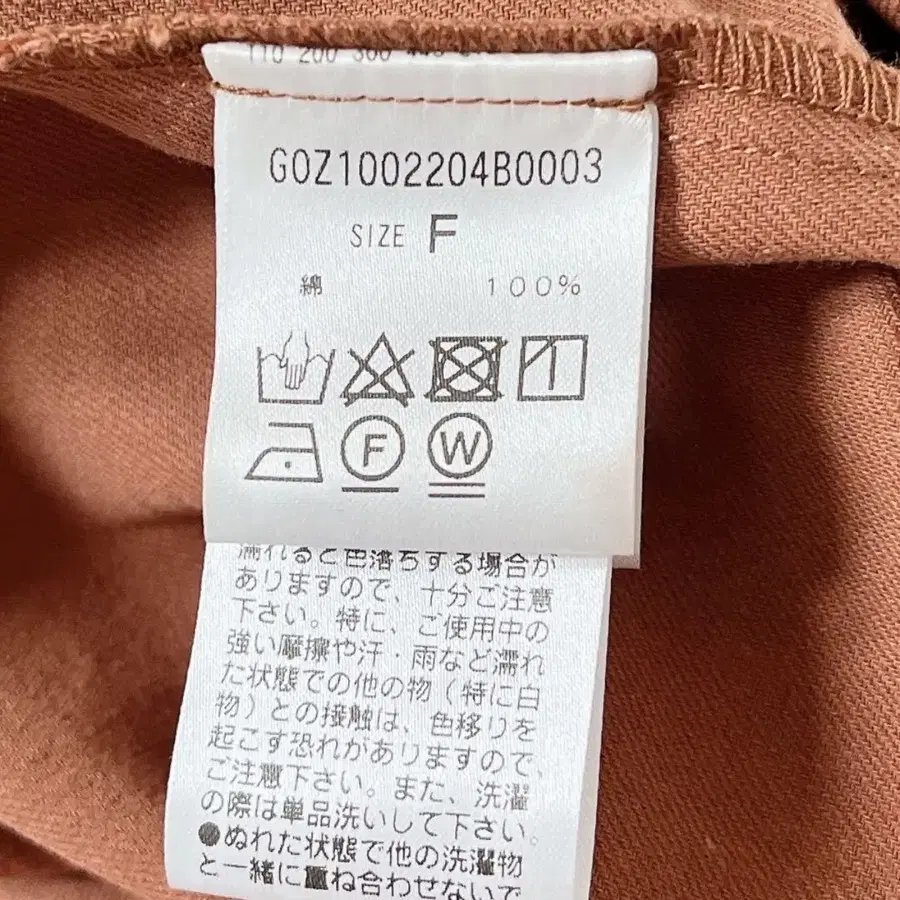 110 200 300
G0Z1002204B0003
SIZE F
綿 100%
F W
濡れると色落ちする場合が
ありますので、十分ご注意
下さい。特に、ご使用中の
強い摩擦や汗・雨など濡れ
た状態での他の物(特に白
物)との接触は、色移りを
起こす恐れがありますので、
ご注意下さい。また、洗濯
の際は単品洗いして下さい。
●ぬれた状態で他の洗濯物
と一緒に重ね合わせないで